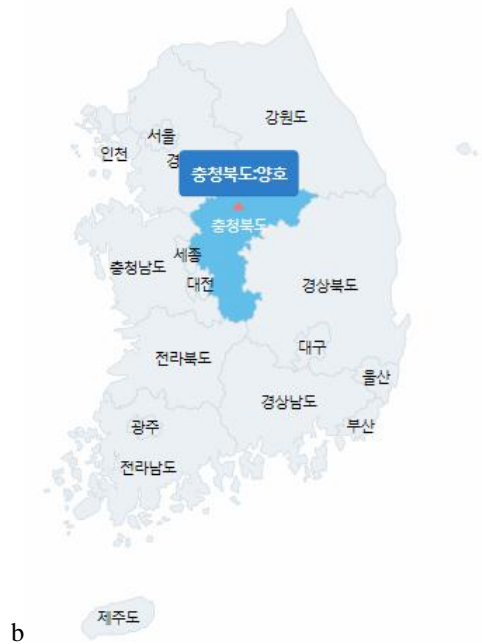 강원도
서울
인천
경
충청북도:양호
충청북도
세종
충청남도
대전
경상북도
대구
전라북도
울산
경상남도
광주
부산
전라남도
제주도
b